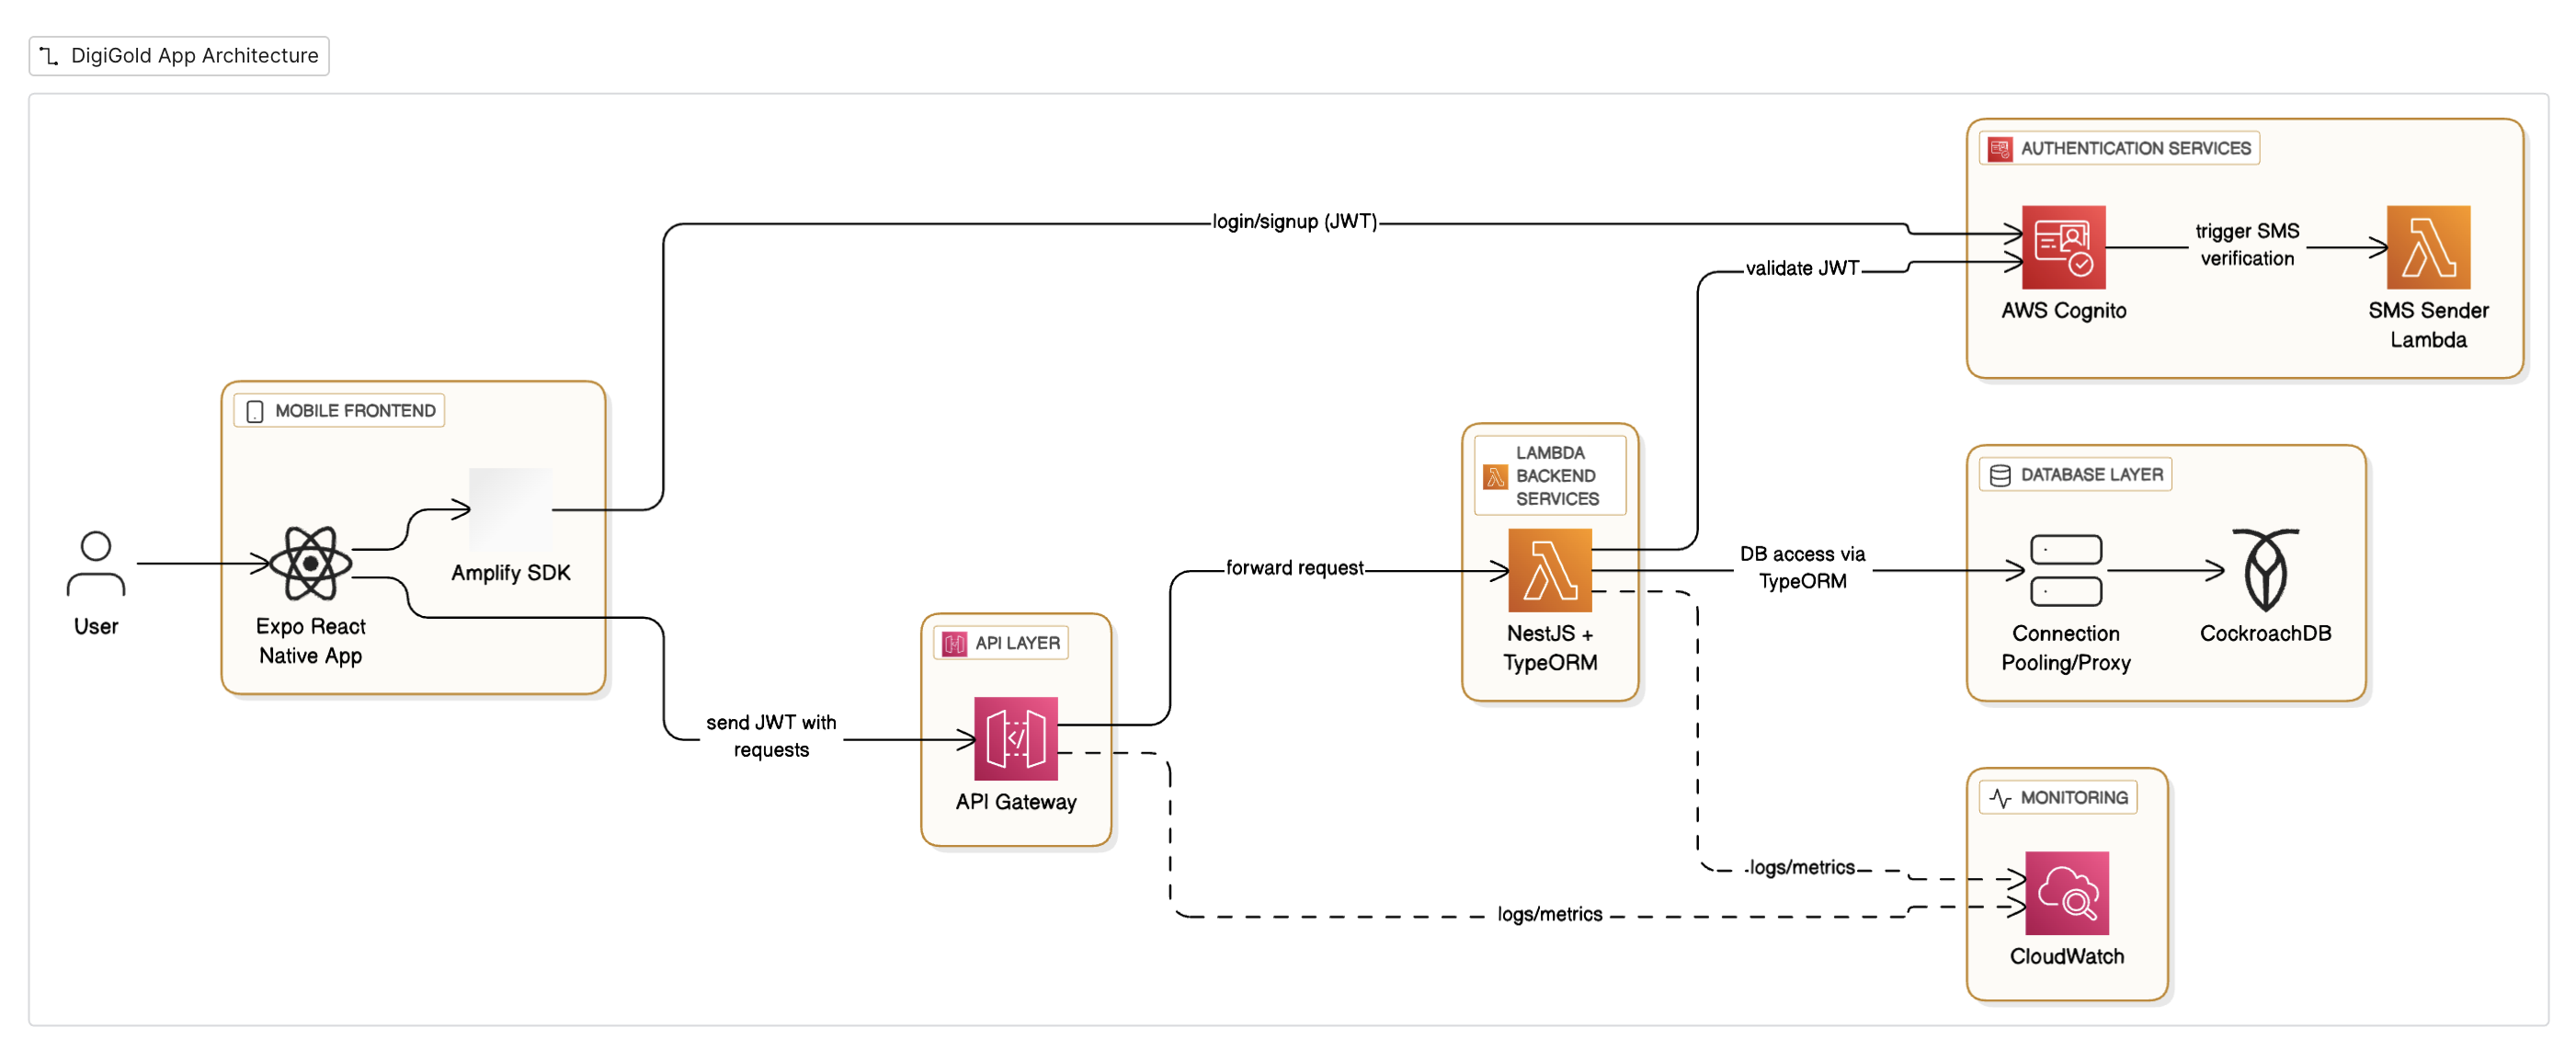 DigiGold App Architecture
AUTHENTICATION SERVICES
login/signup (JWT)
trigger SMS
verification
validate JWT
AWS Cognito
SMS Sender
Lambda
MOBILE FRONTEND
Amplify SDK
User
Expo React
Native App
LAMBDA
BACKEND
SERVICES
DATABASE LAYER
forward request
DB access via
TypeORM
NestJS +
TypeORM
Connection
Pooling/Proxy
CockroachDB
API LAYER
send JWT with
requests
API Gateway
MONITORING
logs/metrics
logs/metrics
CloudWatch